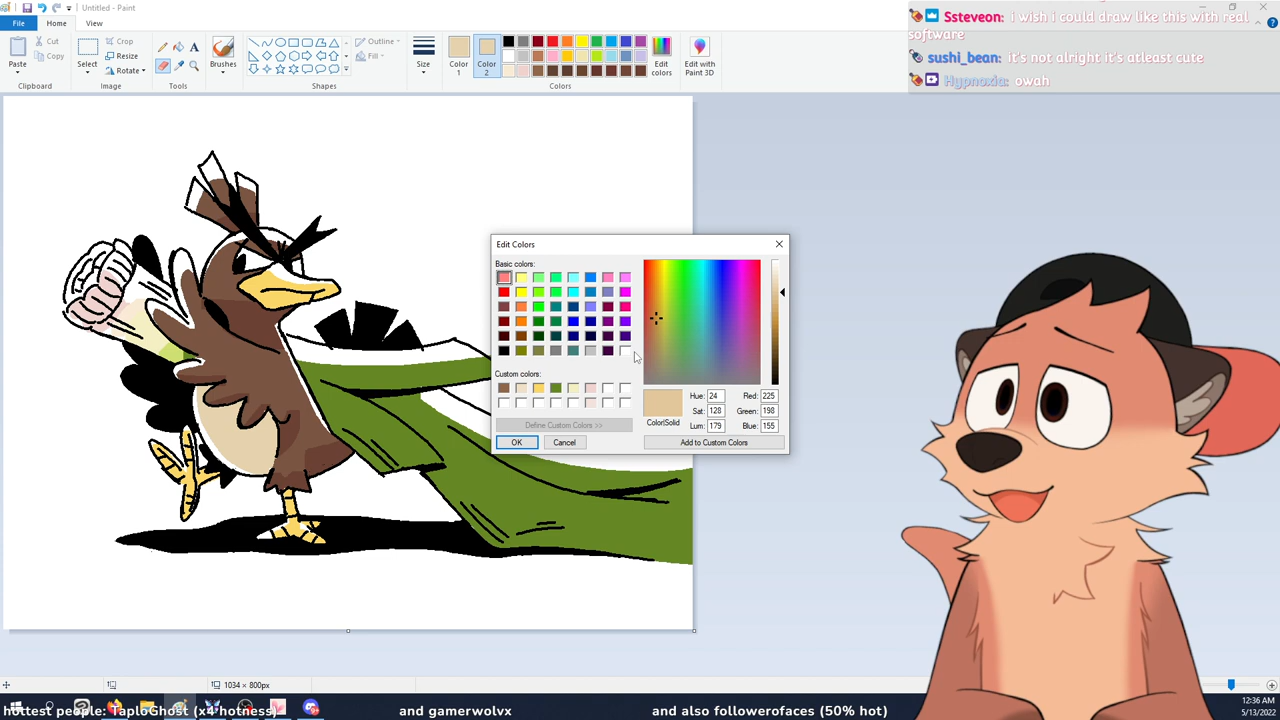 Untitled - Paint
File
Home
View
Paste
Cut
Copy
Clipboard
Select
Crop
Resize
Rotate
Image
A
Tools
Brushes
Shapes
Outline
Fill
Size
Color 1
Color 2
Edit colors
Colors
Edit with Paint 3D
Ssteveon: i wish i could draw like this with real
software
sushi_bean: it's not alright it's atleast cute
Hypnoxia: owah
Edit Colors
Basic colors:
Custom colors:
Define Custom Colors >>
OK
Cancel
Color|Solid
Hue: 24
Sat: 128
Lum: 179
Red: 225
Green: 198
Blue: 155
Add to Custom Colors
1034 × 800px
hottest people: TaploGhost (x4 hotness)
and gamerwolvx
and also followerofaces (50% hot)
12:36 AM
5/13/2022